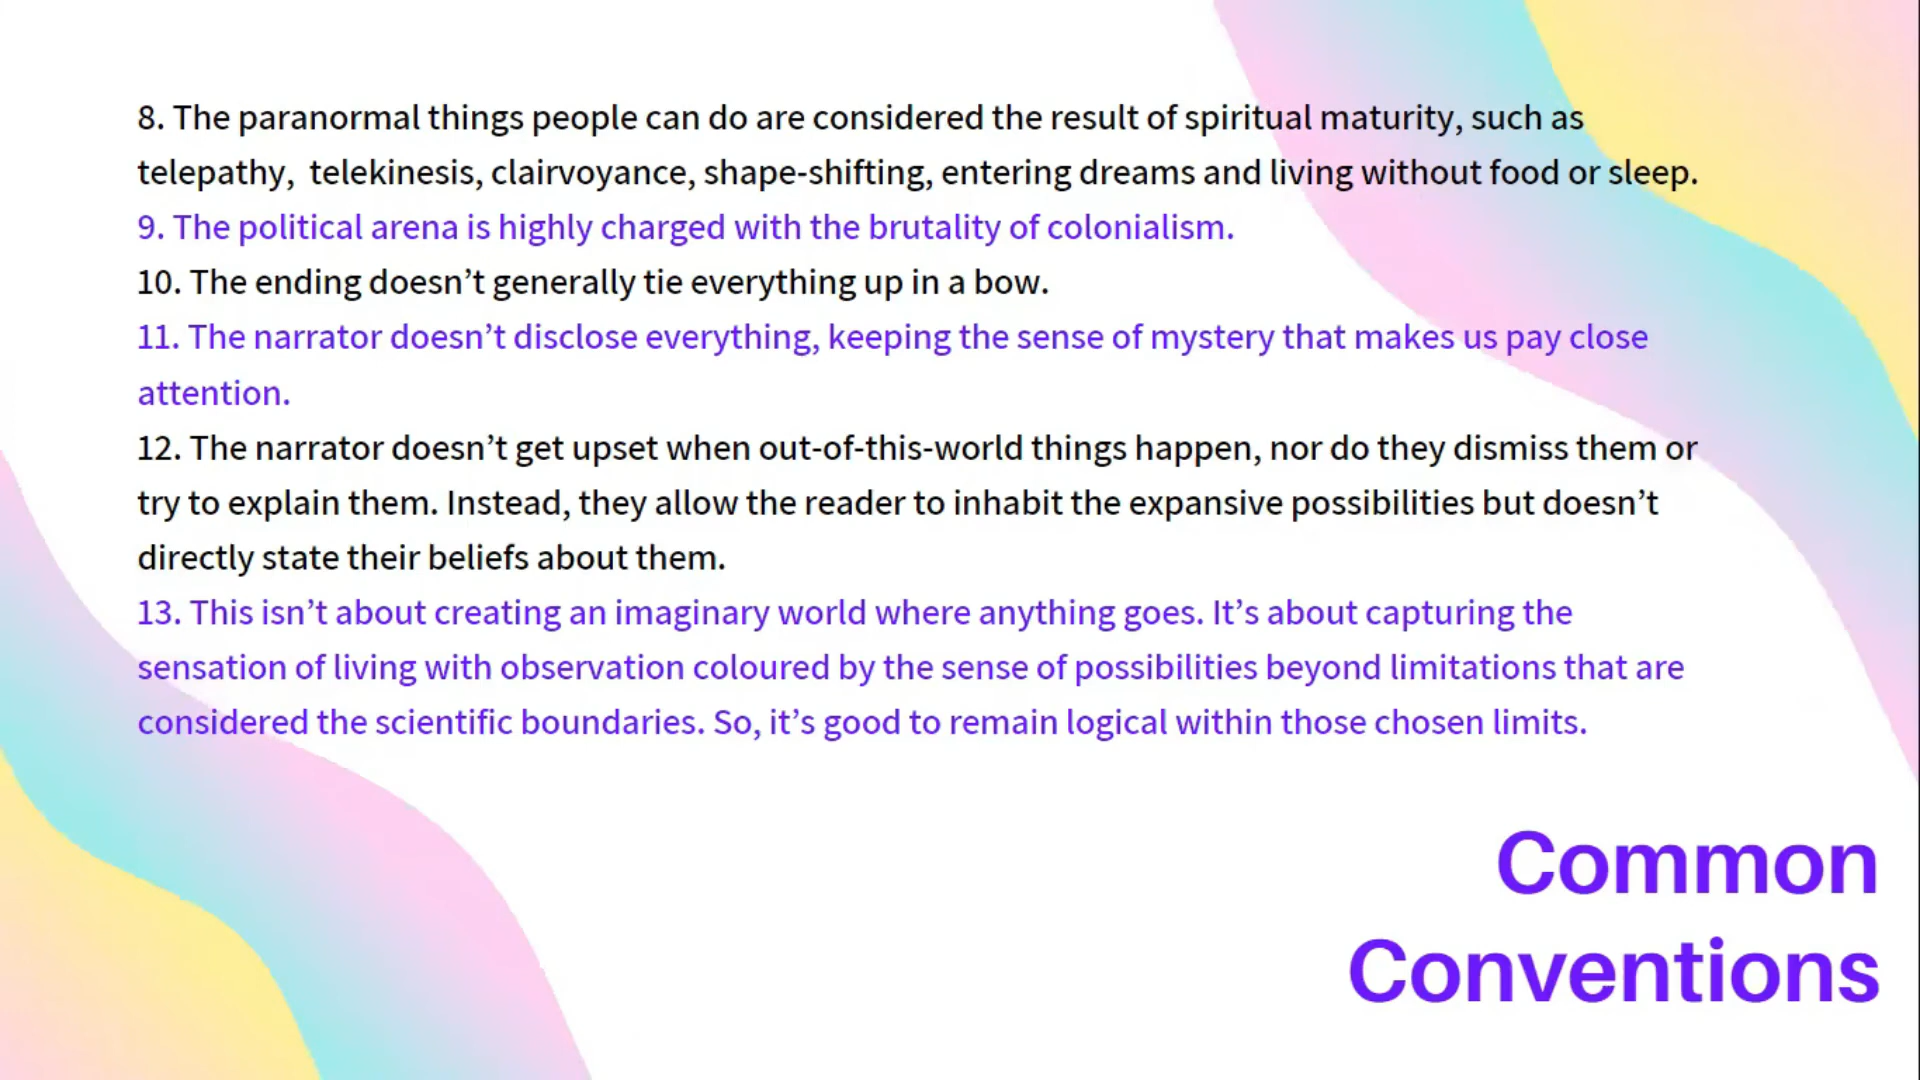 8. The paranormal things people can do are considered the result of spiritual maturity, such as
telepathy,  telekinesis, clairvoyance, shape-shifting, entering dreams and living without food or sleep.
9. The political arena is highly charged with the brutality of colonialism.
10. The ending doesn’t generally tie everything up in a bow.
11. The narrator doesn’t disclose everything, keeping the sense of mystery that makes us pay close
attention.
12. The narrator doesn’t get upset when out-of-this-world things happen, nor do they dismiss them or
try to explain them. Instead, they allow the reader to inhabit the expansive possibilities but doesn’t
directly state their beliefs about them.
13. This isn’t about creating an imaginary world where anything goes. It’s about capturing the
sensation of living with observation coloured by the sense of possibilities beyond limitations that are
considered the scientific boundaries. So, it’s good to remain logical within those chosen limits.
Common
Conventions